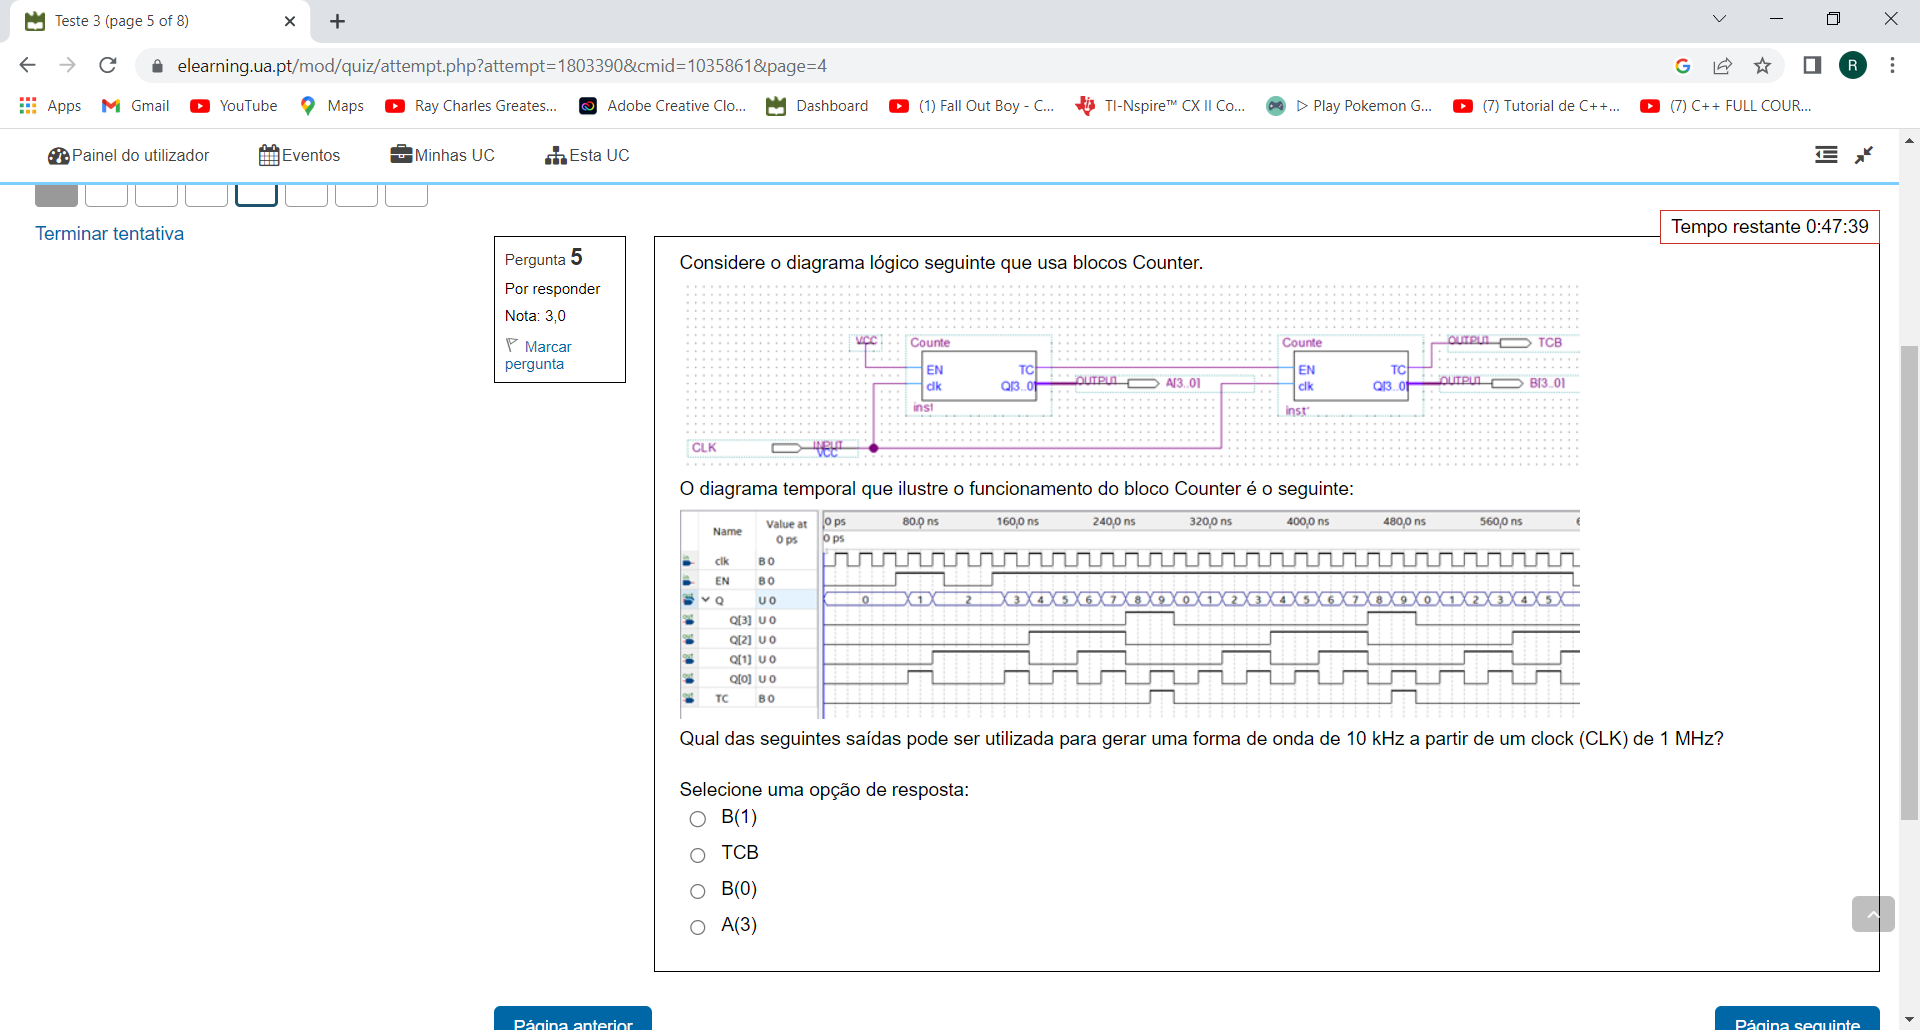 Teste 3 (page 5 of 8)
elearning.ua.pt/mod/quiz/attempt.php?attempt=1803390&cmid=1035861&page=4
R
Apps Gmail YouTube Maps Ray Charles Greates... Adobe Creative Clo... Dashboard (1) Fall Out Boy - C... TI-Nspire™ CX II Co... ▷ Play Pokemon G... (7) Tutorial de C++... (7) C++ FULL COUR...
Painel do utilizador Eventos Minhas UC Esta UC
Terminar tentativa
Tempo restante 0:47:39
Pergunta 5
Por responder
Nota: 3,0
Marcar
pergunta
Considere o diagrama lógico seguinte que usa blocos Counter.
VCC Counte Counte OUTPUT TCB
EN TC EN TC
clk Q[3..0] OUTPUT A[3..0] clk Q[3..0] OUTPUT B[3..0]
inst inst'
CLK INPUT
VCC
O diagrama temporal que ilustre o funcionamento do bloco Counter é o seguinte:
Name Value at 0 ps 80.0 ns 160.0 ns 240.0 ns 320.0 ns 400.0 ns 480.0 ns 560.0 ns
0 ps 0 ps
clk B 0
EN B 0
Q U 0 0 1 2 3 4 5 6 7 8 9 0 1 2 3 4 5 6 7 8 9 0 1 2 3 4 5
Q[3] U 0
Q[2] U 0
Q[1] U 0
Q[0] U 0
TC B 0
Qual das seguintes saídas pode ser utilizada para gerar uma forma de onda de 10 kHz a partir de um clock (CLK) de 1 MHz?
Selecione uma opção de resposta:
B(1)
TCB
B(0)
A(3)
Página anterior Página seguinte